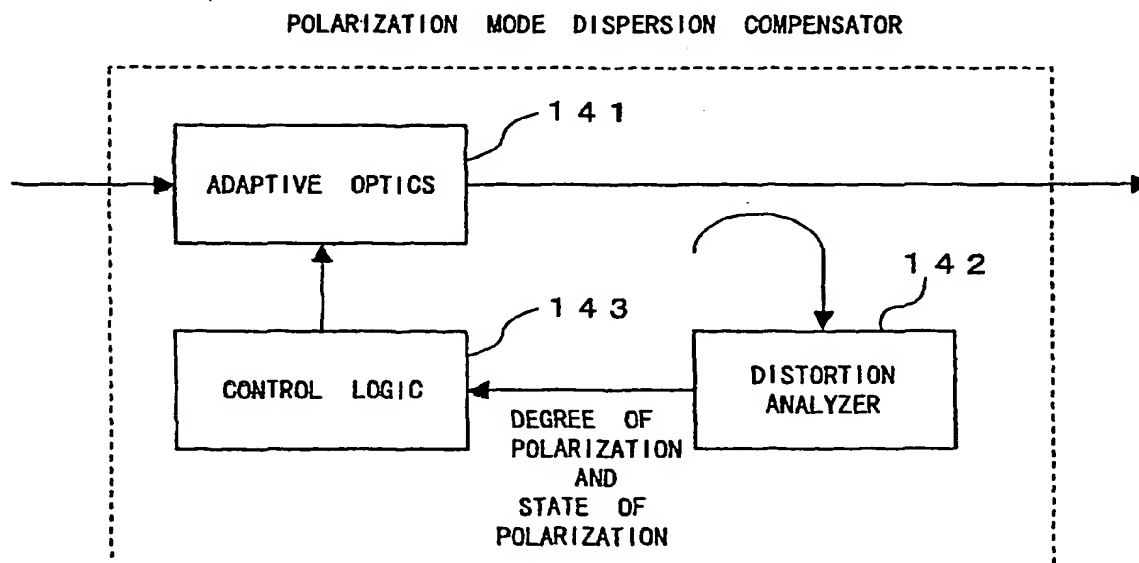 POLARIZATION MODE DISPERSION COMPENSATOR
141
ADAPTIVE OPTICS
142
143
CONTROL LOGIC
DISTORTION
ANALYZER
DEGREE OF
POLARIZATION
AND
STATE OF
POLARIZATION